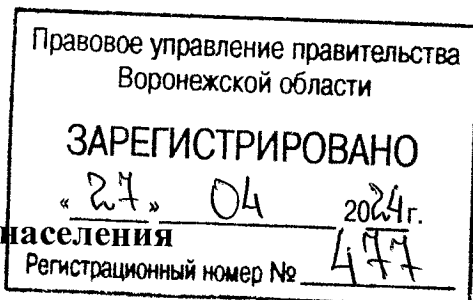 Правовое управление правительства
Воронежской области
ЗАРЕГИСТРИРОВАНО
«27» 04 2024г.
населения
Регистрационный номер № 477